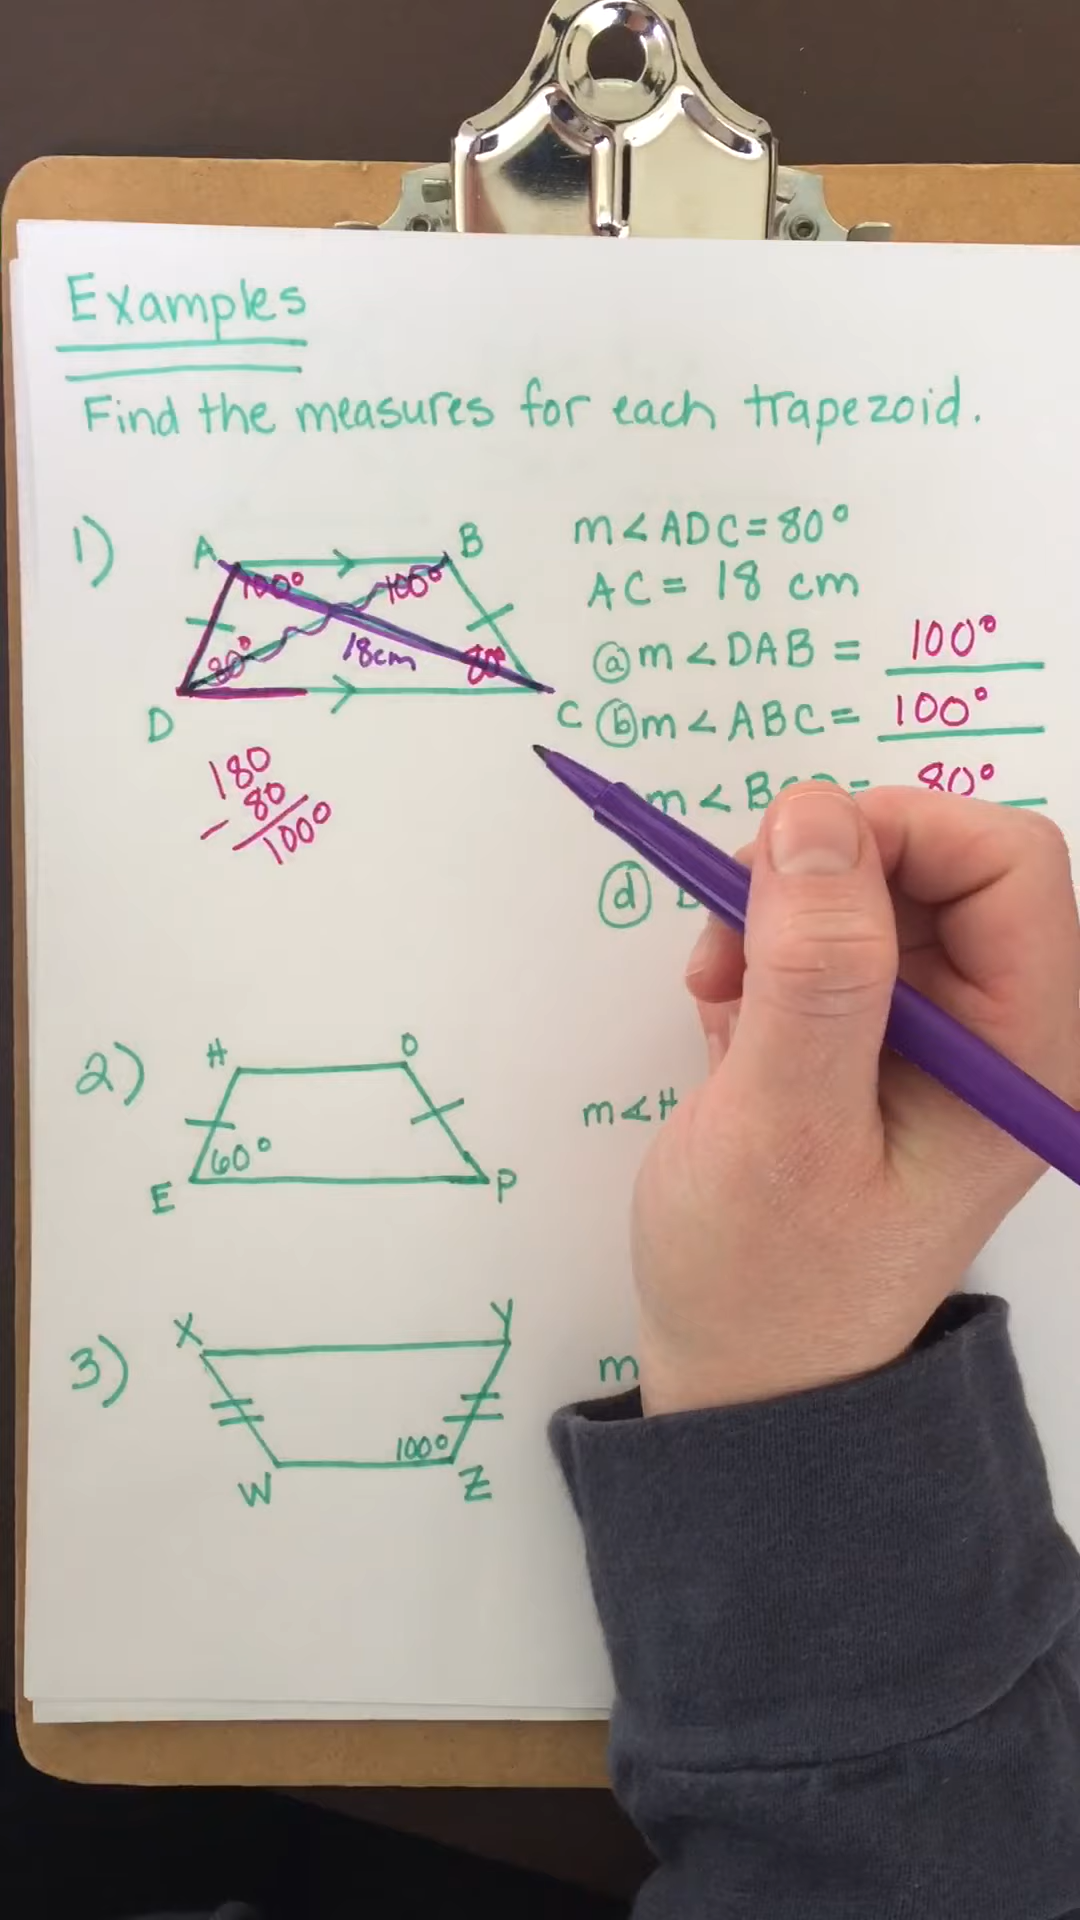 Examples
Find the measures for each trapezoid.
1)
A
B
100°
100°
80°
18cm
80°
D
C
180
- 80
100°
m∠ADC = 80°
AC = 18 cm
ⓐ m∠DAB = 100°
ⓑ m∠ABC = 100°
m∠B = 80°
ⓓ
2)
H
O
60°
E
P
m∠H
3)
X
Y
100°
W
Z
m